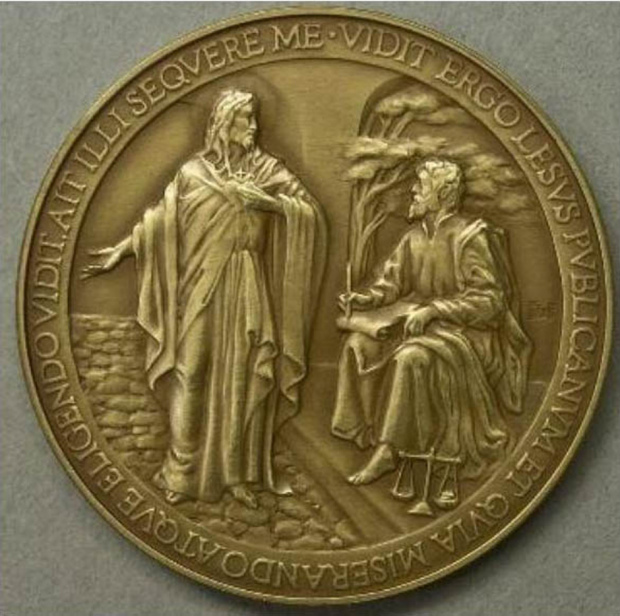 VIDIT ERGO LESVS PVBLICANVM ET QVIA MISERANDO ATQVE ELIGENDO VIDIT, AIT ILLI SEQVERE ME ·